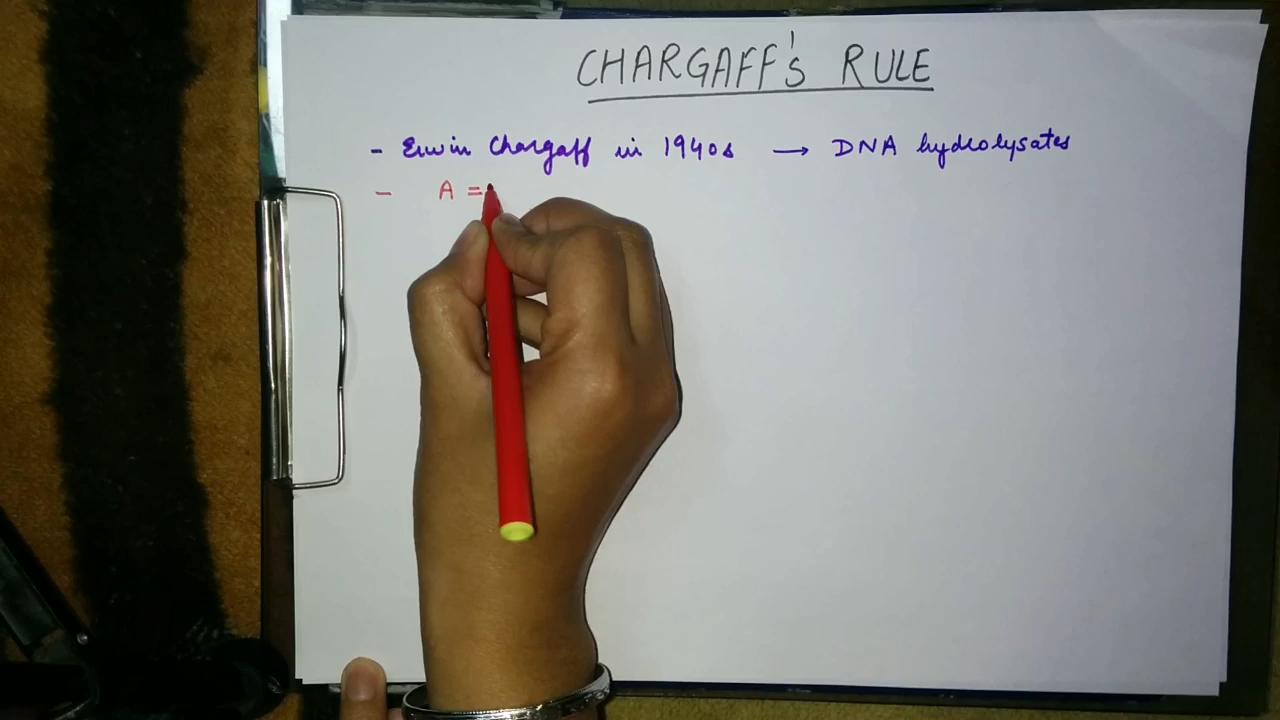 CHARGAFF's RULE
- Erwin Chargaff in 1940s → DNA hydrolysates
- A =